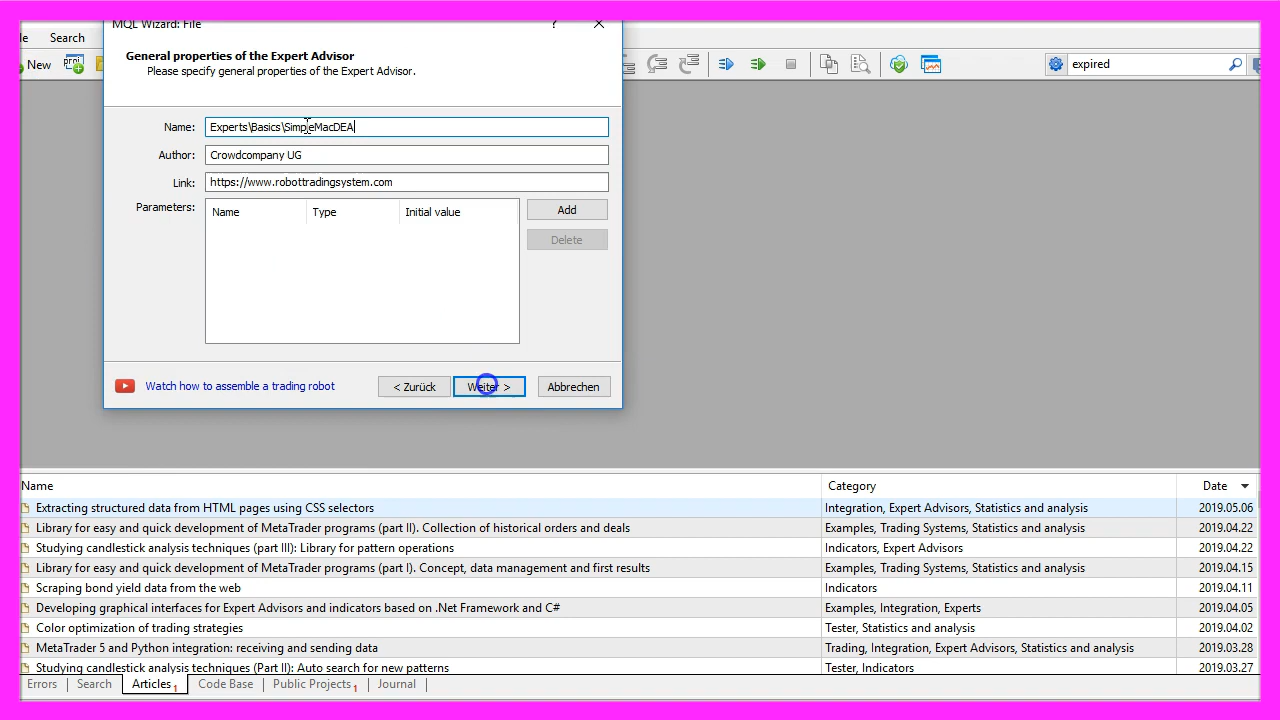 MQL Wizard: File
?
le Search
New
expired
General properties of the Expert Advisor
Please specify general properties of the Expert Advisor.
Name: Experts\Basics\SimpleMacDEA
Author: Crowdcompany UG
Link: https://www.robottradingsystem.com
Parameters: Name Type Initial value
Add
Delete
Watch how to assemble a trading robot
< Zurück Weiter > Abbrechen
Name Category Date
Extracting structured data from HTML pages using CSS selectors Integration, Expert Advisors, Statistics and analysis 2019.05.06
Library for easy and quick development of MetaTrader programs (part II). Collection of historical orders and deals Examples, Trading Systems, Statistics and analysis 2019.04.22
Studying candlestick analysis techniques (part III): Library for pattern operations Indicators, Expert Advisors 2019.04.22
Library for easy and quick development of MetaTrader programs (part I). Concept, data management and first results Examples, Trading Systems, Statistics and analysis 2019.04.15
Scraping bond yield data from the web Indicators 2019.04.11
Developing graphical interfaces for Expert Advisors and indicators based on .Net Framework and C# Examples, Integration, Experts 2019.04.05
Color optimization of trading strategies Tester, Statistics and analysis 2019.04.02
MetaTrader 5 and Python integration: receiving and sending data Trading, Integration, Expert Advisors, Statistics and analysis 2019.03.28
Studying candlestick analysis techniques (Part II): Auto search for new patterns Tester, Indicators 2019.03.27
Errors Search Articles 1 Code Base Public Projects 1 Journal